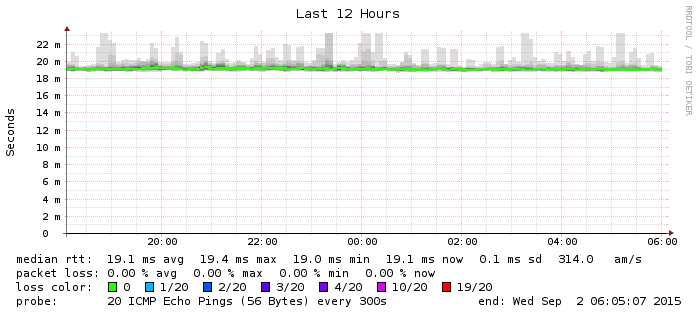 Last 12 Hours
RRDTOOL / TOBI OETIKER
Seconds
22 m
20 m
18 m
16 m
14 m
12 m
10 m
8 m
6 m
4 m
2 m
0
20:00 22:00 00:00 02:00 04:00 06:00
median rtt: 19.1 ms avg 19.4 ms max 19.0 ms min 19.1 ms now 0.1 ms sd 314.0 am/s
packet loss: 0.00 % avg 0.00 % max 0.00 % min 0.00 % now
loss color: 0 1/20 2/20 3/20 4/20 10/20 19/20
probe: 20 ICMP Echo Pings (56 Bytes) every 300s end: Wed Sep 2 06:05:07 2015